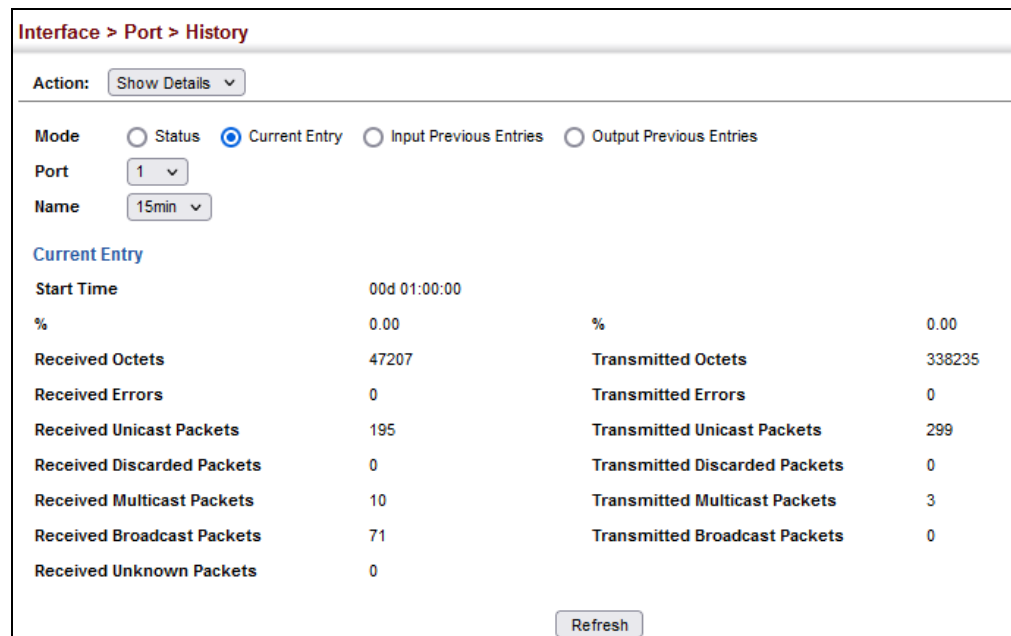 Interface > Port > History
Action: Show Details
Mode Status Current Entry Input Previous Entries Output Previous Entries
Port 1
Name 15min
Current Entry
Start Time 00d 01:00:00
% 0.00 % 0.00
Received Octets 47207 Transmitted Octets 338235
Received Errors 0 Transmitted Errors 0
Received Unicast Packets 195 Transmitted Unicast Packets 299
Received Discarded Packets 0 Transmitted Discarded Packets 0
Received Multicast Packets 10 Transmitted Multicast Packets 3
Received Broadcast Packets 71 Transmitted Broadcast Packets 0
Received Unknown Packets 0
Refresh